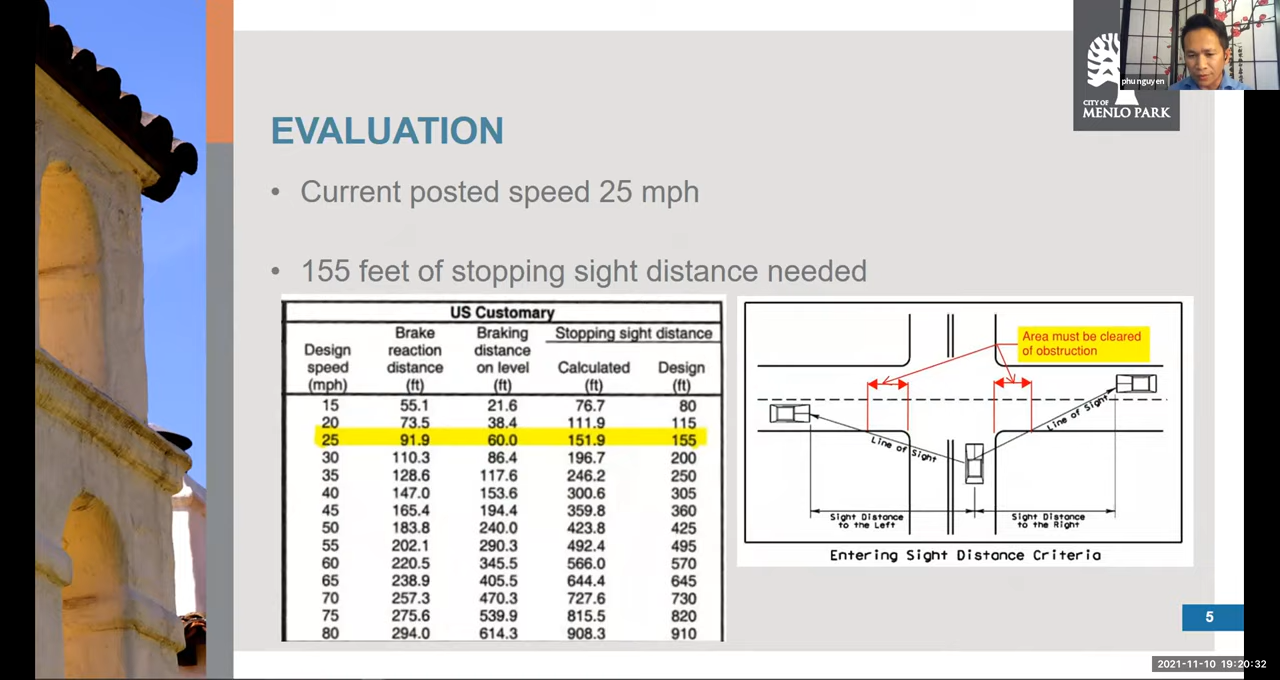 phu nguyen
CITY OF
MENLO PARK
EVALUATION
• Current posted speed 25 mph
• 155 feet of stopping sight distance needed
US Customary
Design speed (mph) Brake reaction distance (ft) Braking distance on level (ft) Stopping sight distance Calculated (ft) Design (ft)
15 55.1 21.6 76.7 80
20 73.5 38.4 111.9 115
25 91.9 60.0 151.9 155
30 110.3 86.4 196.7 200
35 128.6 117.6 246.2 250
40 147.0 153.6 300.6 305
45 165.4 194.4 359.8 360
50 183.8 240.0 423.8 425
55 202.1 290.3 492.4 495
60 220.5 345.5 566.0 570
65 238.9 405.5 644.4 645
70 257.3 470.3 727.6 730
75 275.6 539.9 815.5 820
80 294.0 614.3 908.3 910
Area must be cleared
of obstruction
Line of Sight
Line of Sight
Sight Distance
to the Left
Sight Distance
to the Right
Entering Sight Distance Criteria
5
2021-11-10 19:20:32